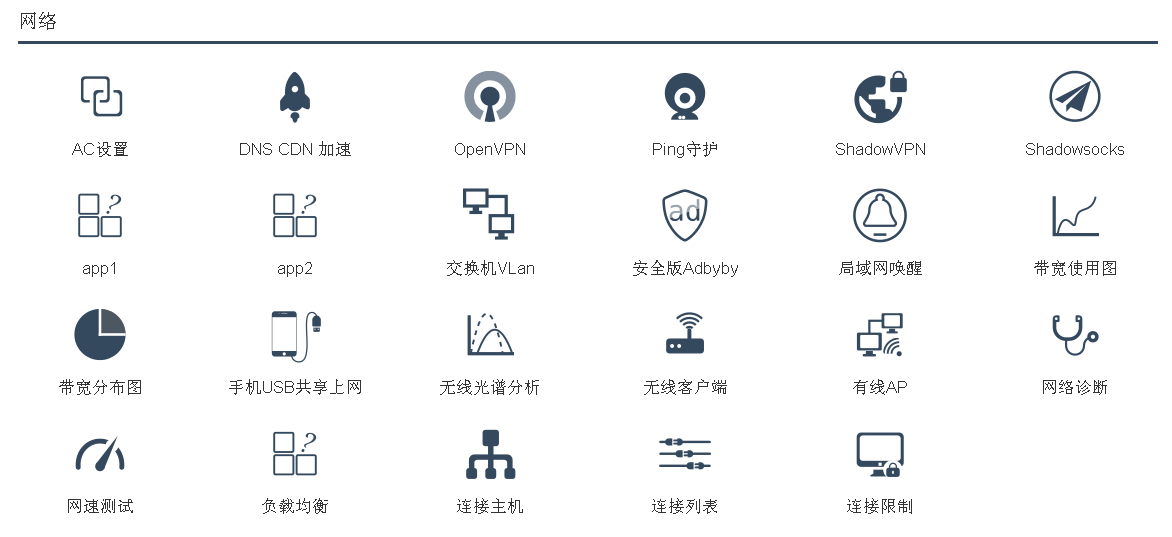 网络
AC设置
DNS CDN 加速
OpenVPN
Ping守护
ShadowVPN
Shadowsocks
?
?
ad
app1
app2
交换机VLan
安全版Adbyby
局域网唤醒
带宽使用图
带宽分布图
手机USB共享上网
无线光谱分析
无线客户端
有线AP
网络诊断
?
网速测试
负载均衡
连接主机
连接列表
连接限制